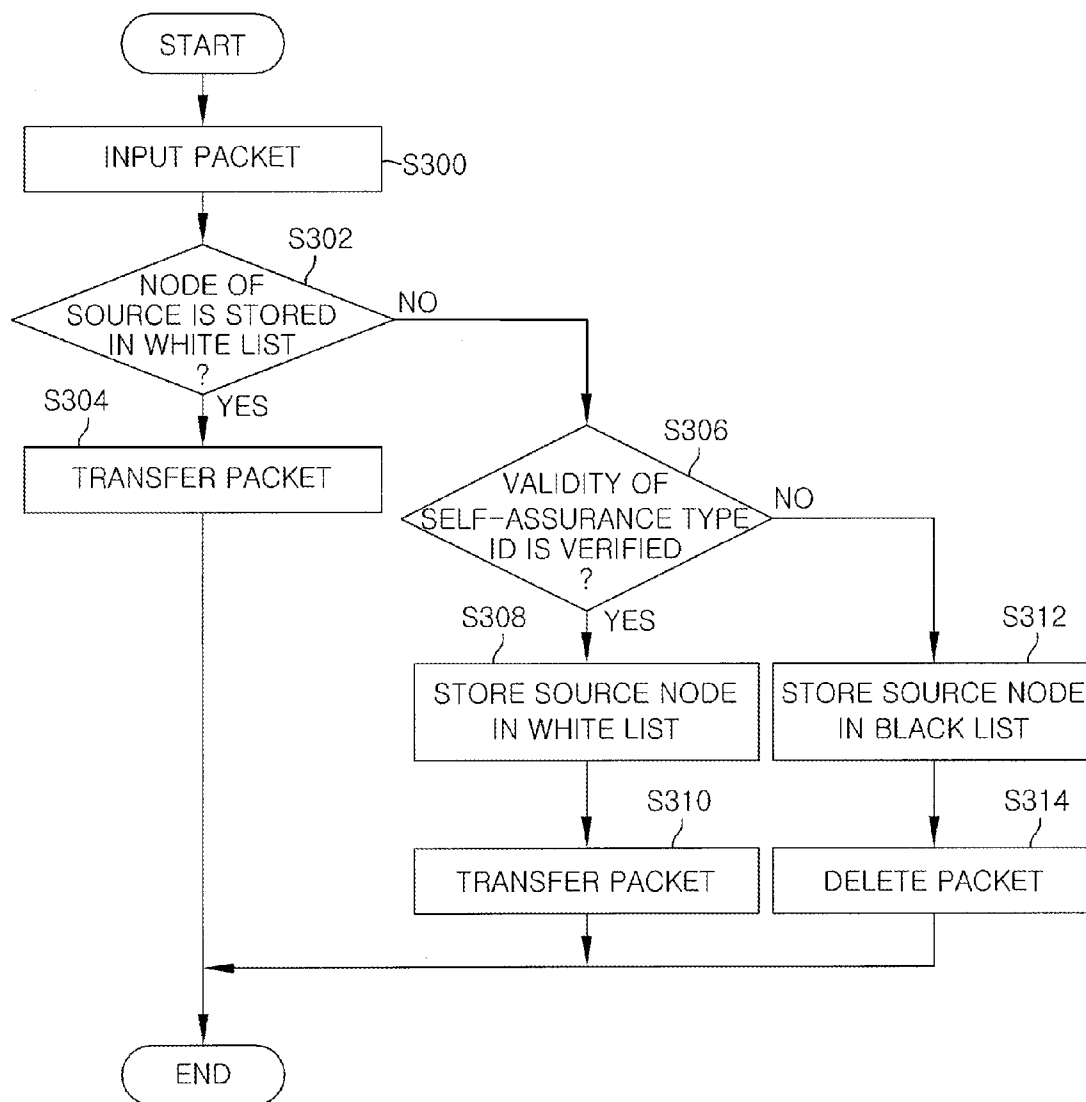 START
INPUT PACKET
S300
S302
NODE OF
SOURCE IS STORED
IN WHITE LIST
?
NO
YES
S304
TRANSFER PACKET
S306
VALIDITY OF
SELF-ASSURANCE TYPE
ID IS VERIFIED
?
NO
YES
S308
STORE SOURCE NODE
IN WHITE LIST
S312
STORE SOURCE NODE
IN BLACK LIST
S310
TRANSFER PACKET
S314
DELETE PACKET
END